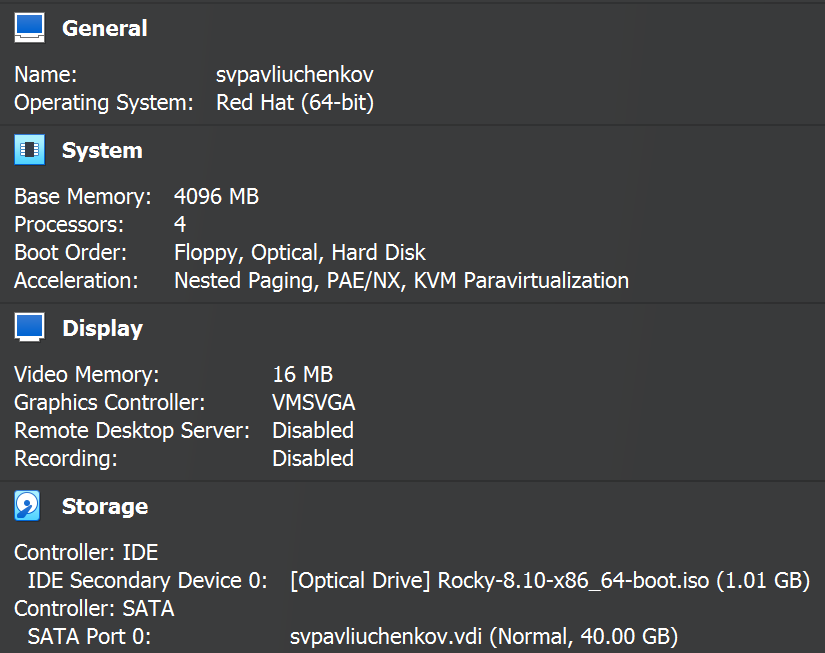 General
Name: svpavliuchenkov
Operating System: Red Hat (64-bit)
System
Base Memory: 4096 MB
Processors: 4
Boot Order: Floppy, Optical, Hard Disk
Acceleration: Nested Paging, PAE/NX, KVM Paravirtualization
Display
Video Memory: 16 MB
Graphics Controller: VMSVGA
Remote Desktop Server: Disabled
Recording: Disabled
Storage
Controller: IDE
IDE Secondary Device 0: [Optical Drive] Rocky-8.10-x86_64-boot.iso (1.01 GB)
Controller: SATA
SATA Port 0: svpavliuchenkov.vdi (Normal, 40.00 GB)